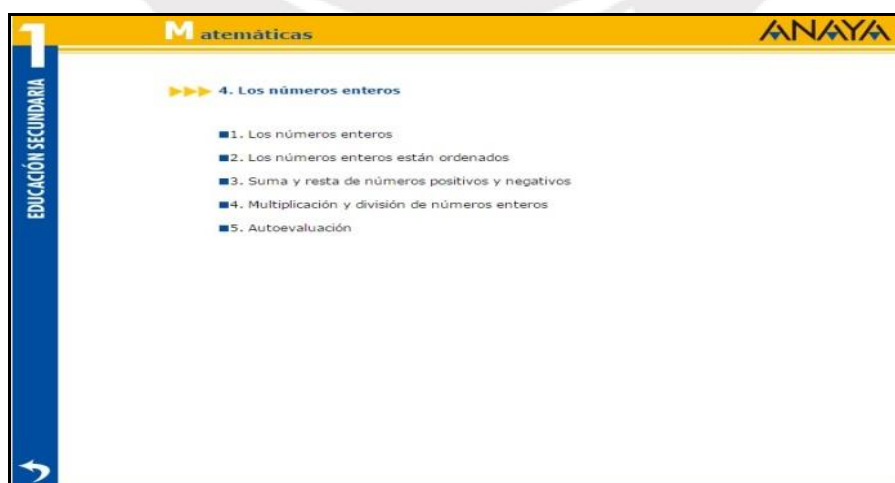 1
Matemáticas
ANAYA
EDUCACIÓN SECUNDARIA
4. Los números enteros
1. Los números enteros
2. Los números enteros están ordenados
3. Suma y resta de números positivos y negativos
4. Multiplicación y división de números enteros
5. Autoevaluación